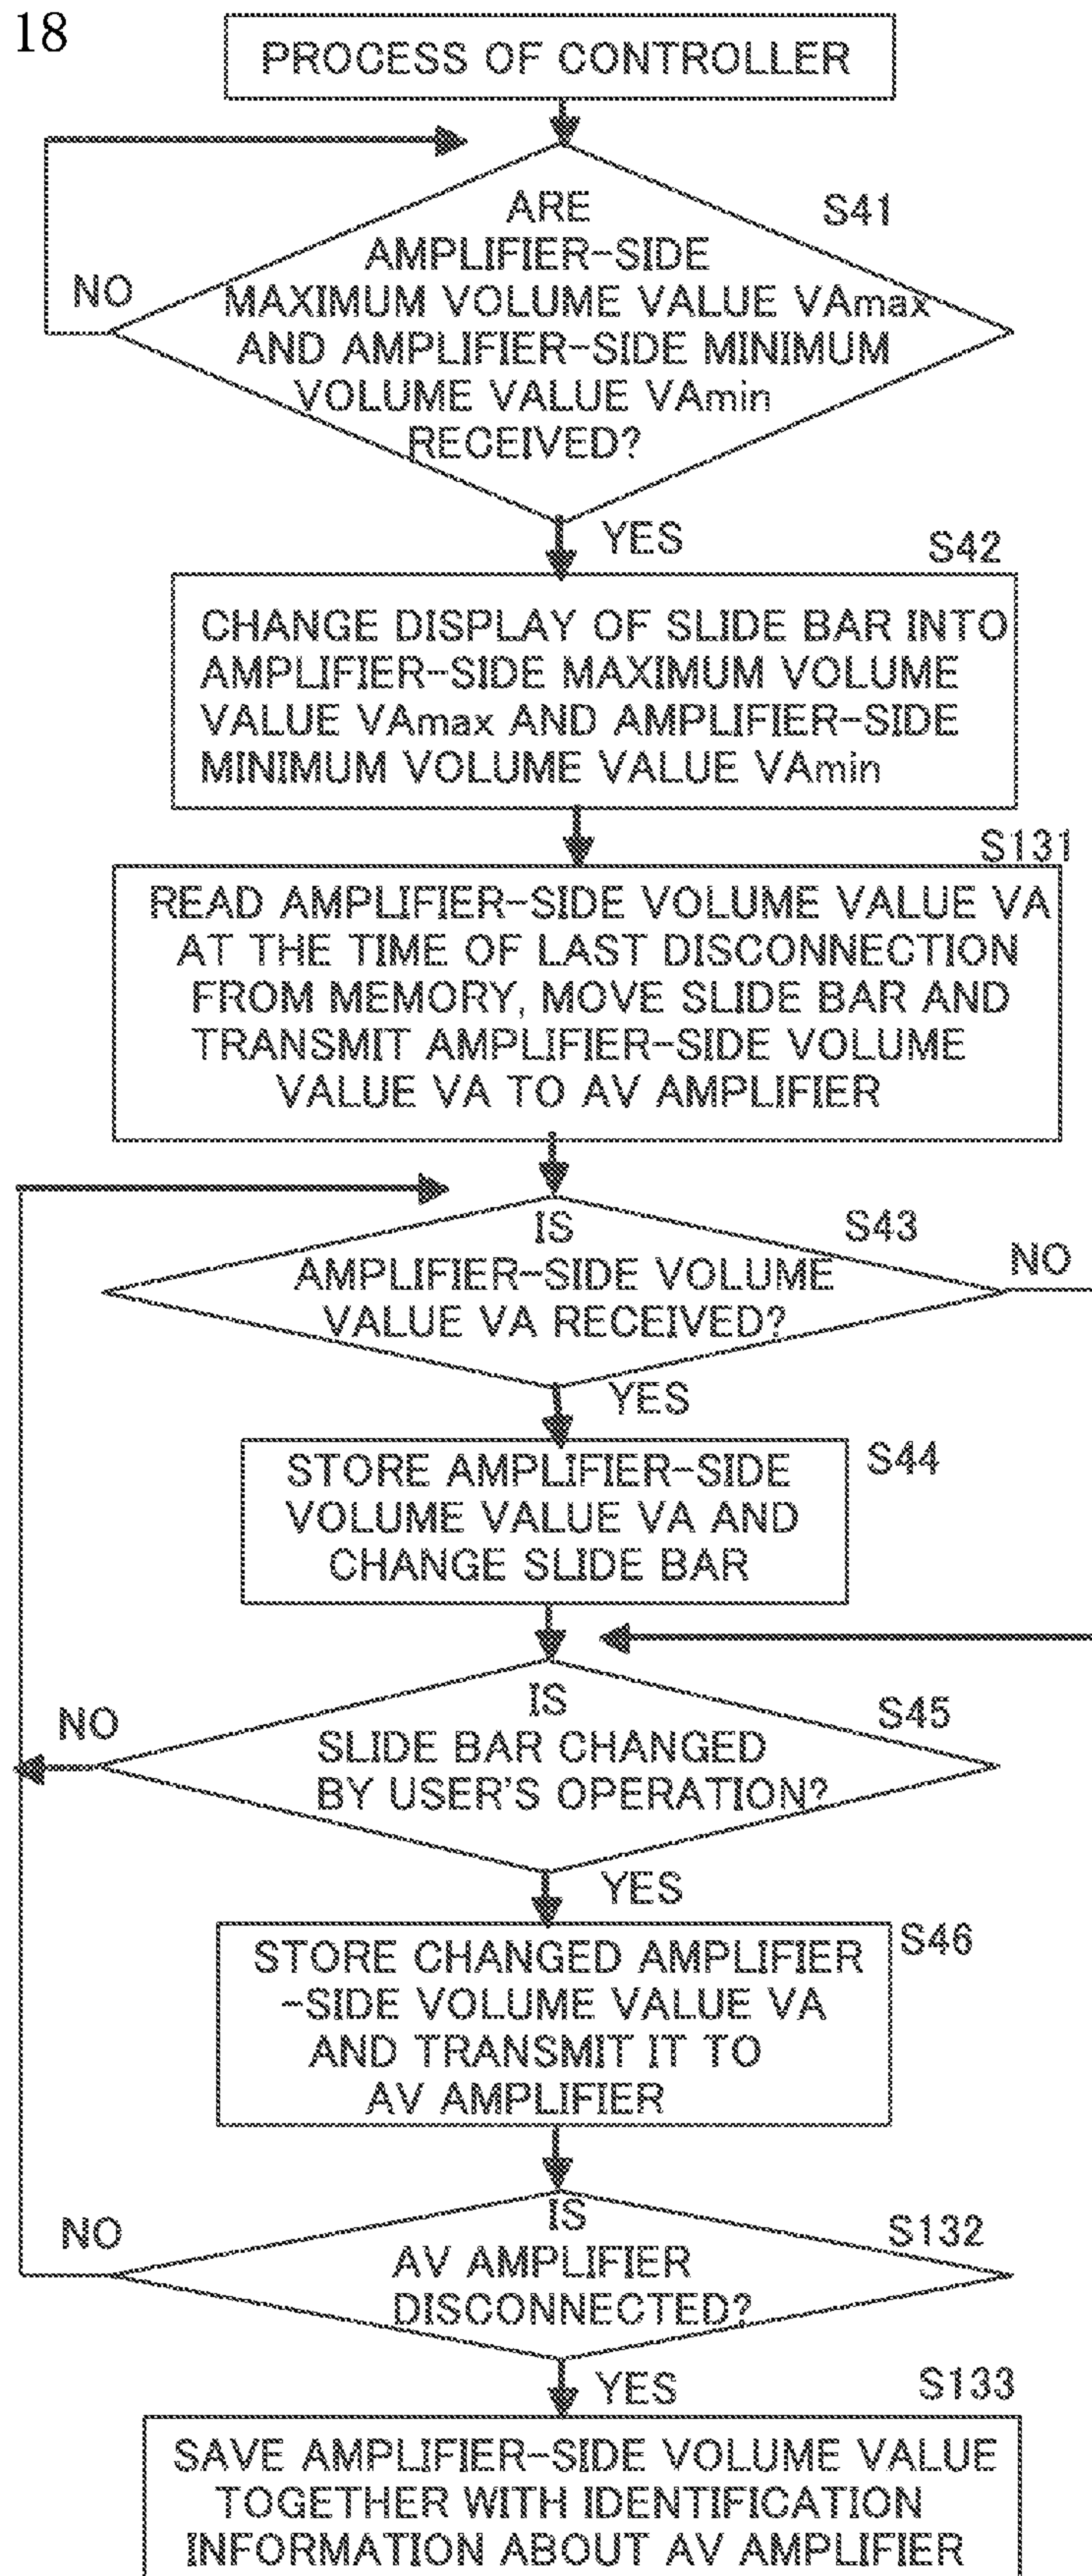 18
PROCESS OF CONTROLLER
S41
ARE
AMPLIFIER-SIDE
MAXIMUM VOLUME VALUE VAmax
AND AMPLIFIER-SIDE MINIMUM
VOLUME VALUE VAmin
RECEIVED?
NO
YES
S42
CHANGE DISPLAY OF SLIDE BAR INTO
AMPLIFIER-SIDE MAXIMUM VOLUME
VALUE VAmax AND AMPLIFIER-SIDE
MINIMUM VOLUME VALUE VAmin
S131
READ AMPLIFIER-SIDE VOLUME VALUE VA
AT THE TIME OF LAST DISCONNECTION
FROM MEMORY, MOVE SLIDE BAR AND
TRANSMIT AMPLIFIER-SIDE VOLUME
VALUE VA TO AV AMPLIFIER
S43
IS
AMPLIFIER-SIDE VOLUME
VALUE VA RECEIVED?
NO
YES
S44
STORE AMPLIFIER-SIDE
VOLUME VALUE VA AND
CHANGE SLIDE BAR
S45
IS
SLIDE BAR CHANGED
BY USER'S OPERATION?
NO
YES
S46
STORE CHANGED AMPLIFIER
-SIDE VOLUME VALUE VA
AND TRANSMIT IT TO
AV AMPLIFIER
S132
IS
AV AMPLIFIER
DISCONNECTED?
NO
YES
S133
SAVE AMPLIFIER-SIDE VOLUME VALUE
TOGETHER WITH IDENTIFICATION
INFORMATION ABOUT AV AMPLIFIER